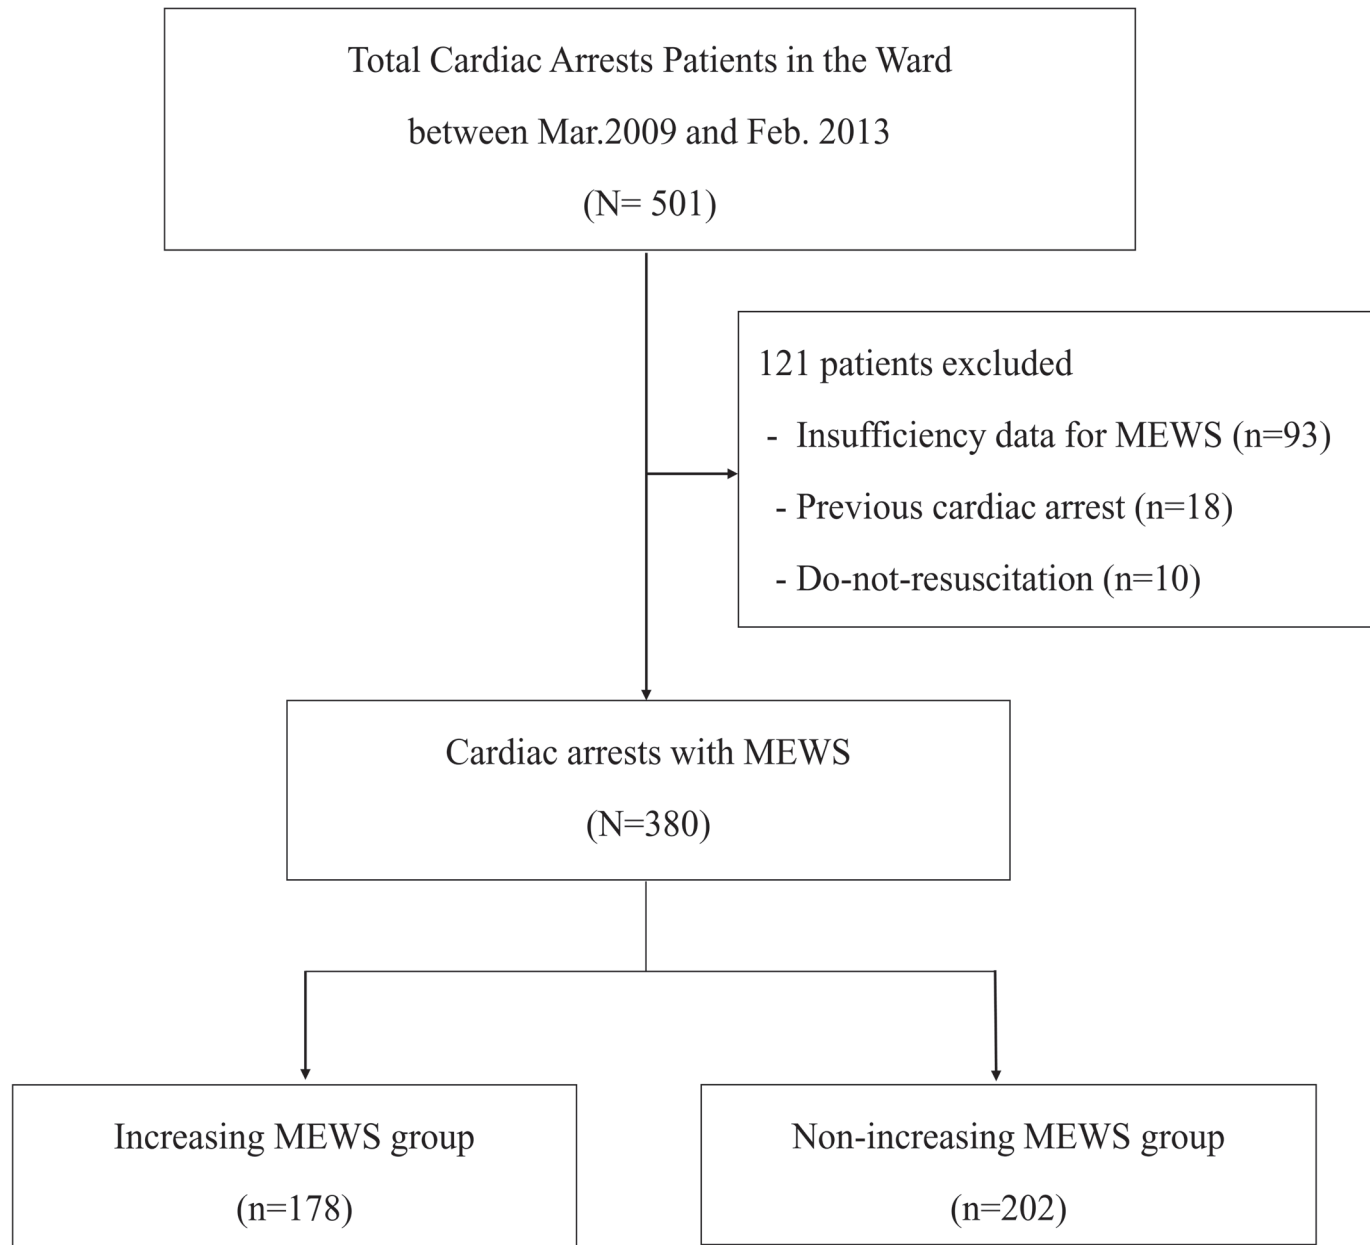 Total Cardiac Arrests Patients in the Ward
between Mar.2009 and Feb. 2013
(N= 501)
121 patients excluded
- Insufficiency data for MEWS (n=93)
- Previous cardiac arrest (n=18)
- Do-not-resuscitation (n=10)
Cardiac arrests with MEWS
(N=380)
Increasing MEWS group
(n=178)
Non-increasing MEWS group
(n=202)